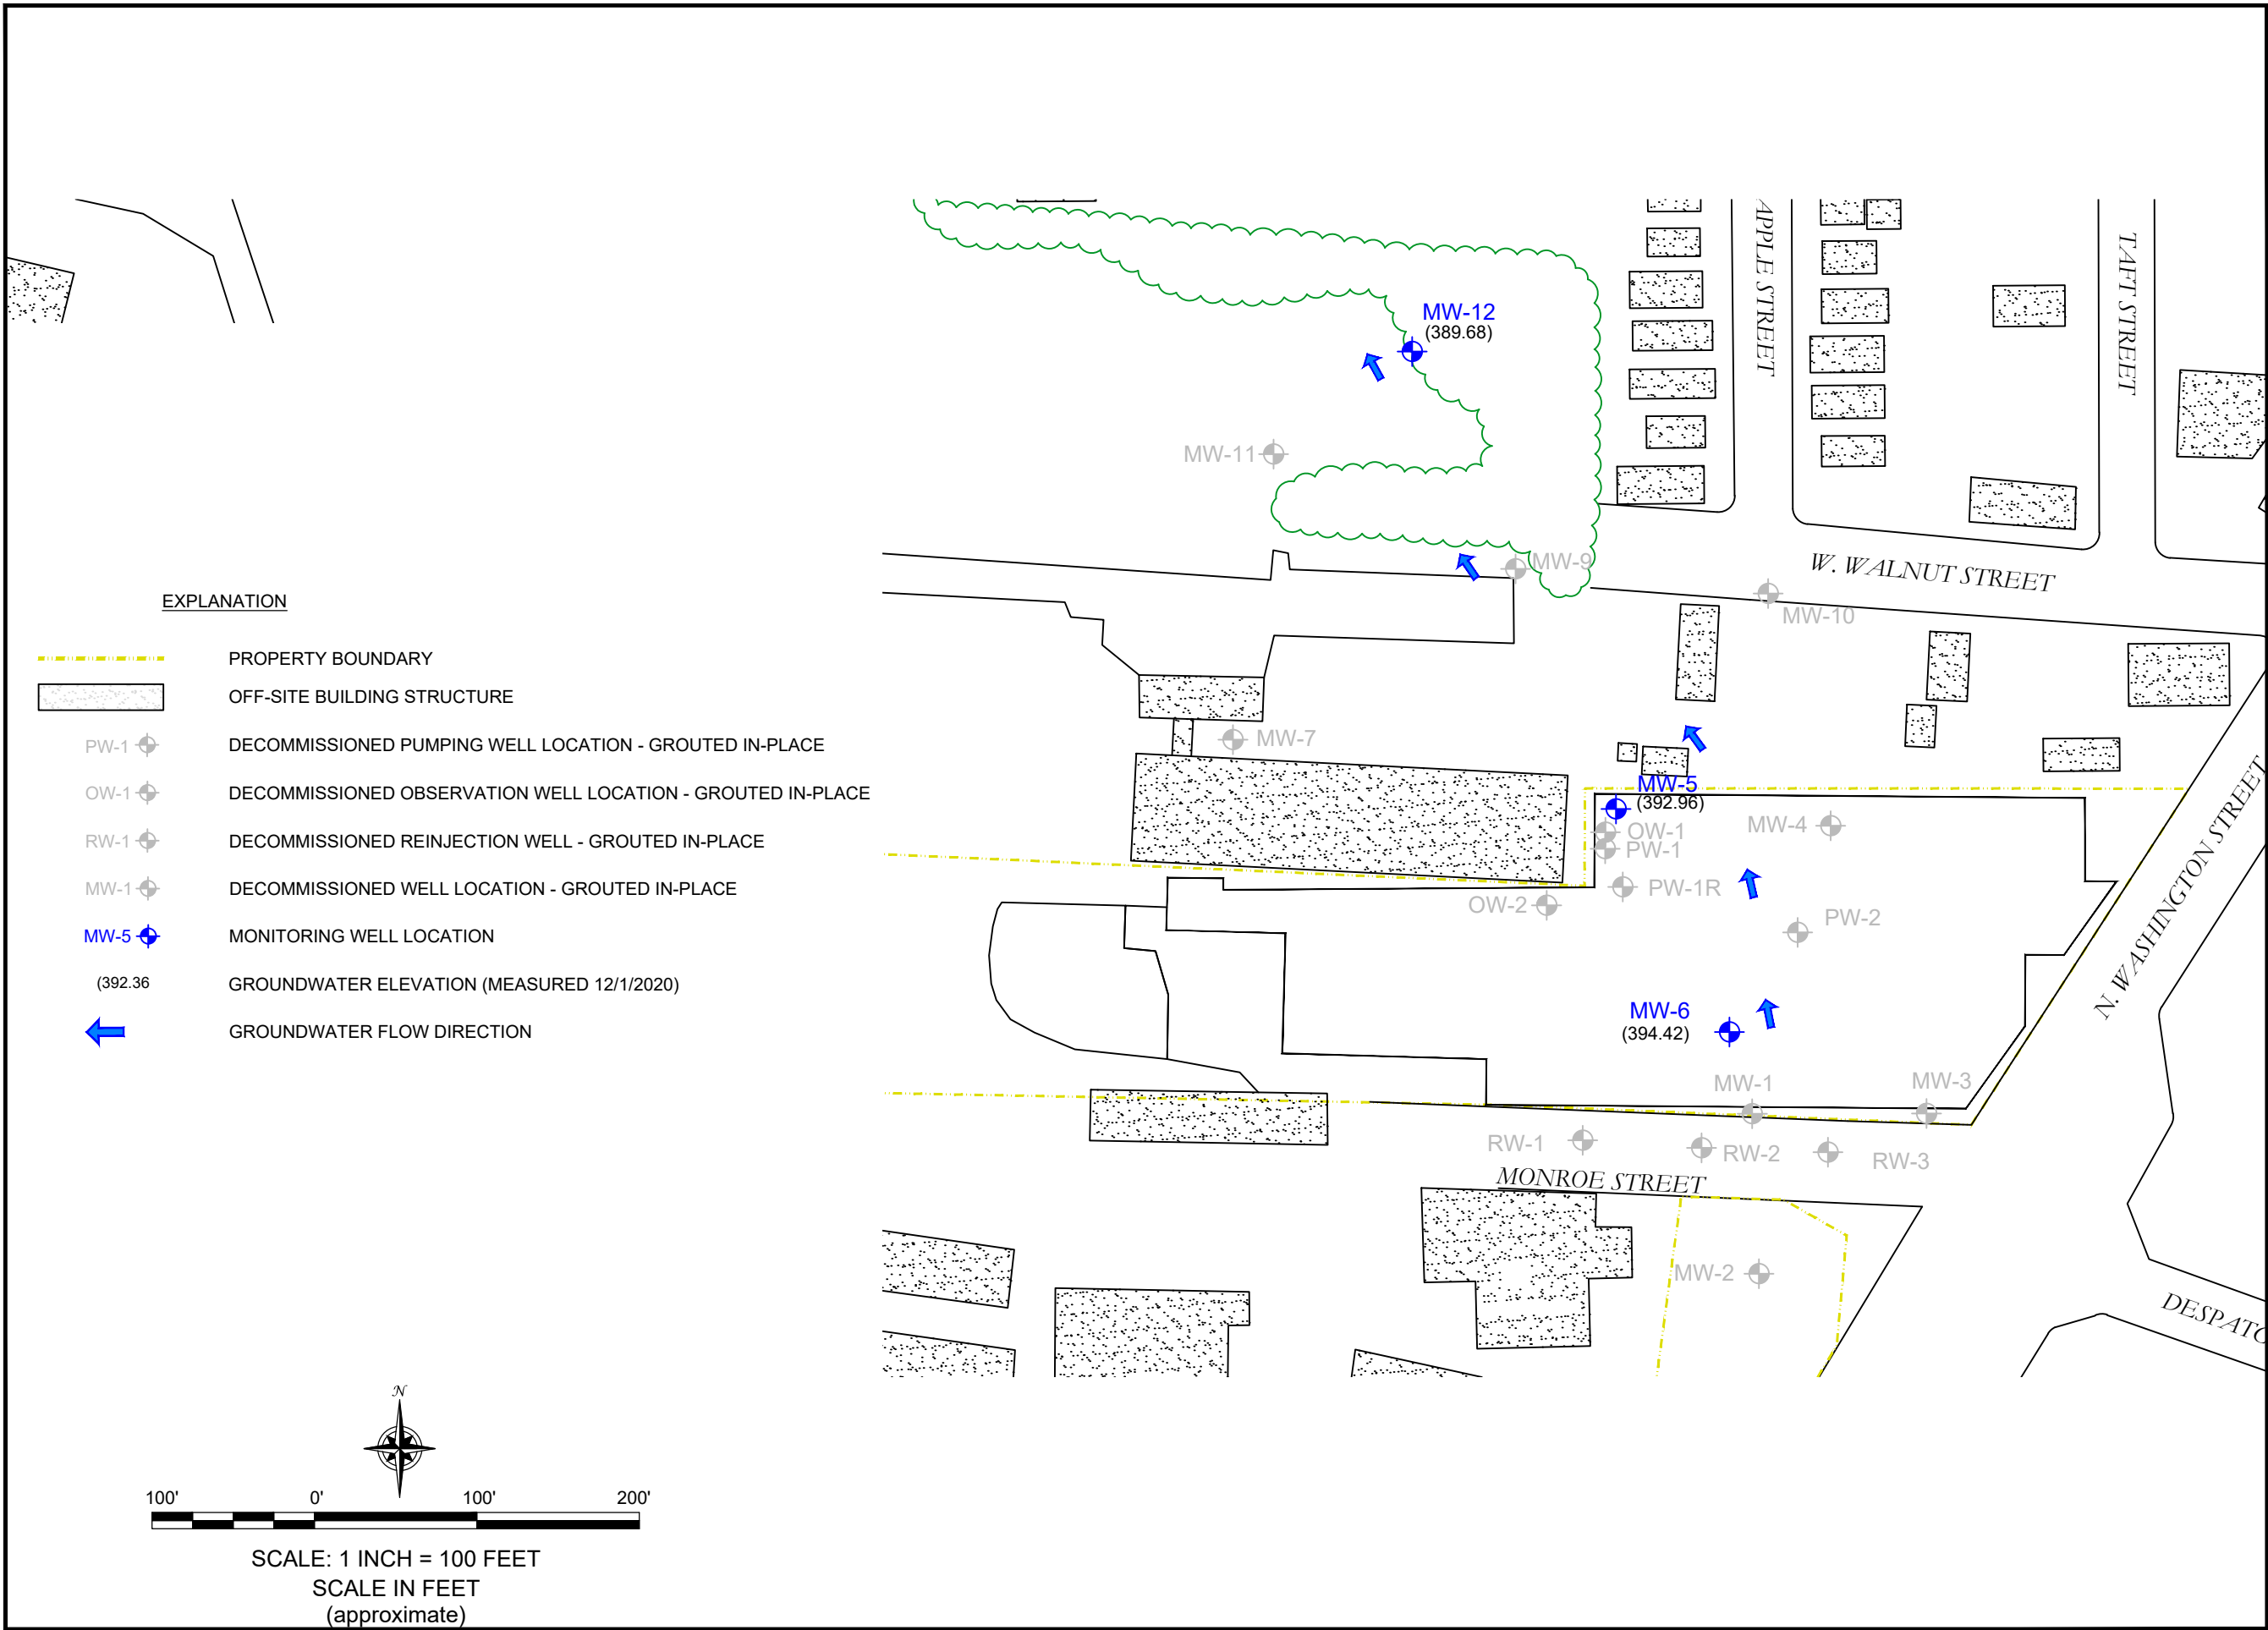 APPLE STREET
TAFT STREET
MW-12
(389.68)
MW-11
MW-9
W. WALNUT STREET
MW-10
EXPLANATION
PROPERTY BOUNDARY
OFF-SITE BUILDING STRUCTURE
PW-1 DECOMMISSIONED PUMPING WELL LOCATION - GROUTED IN-PLACE
OW-1 DECOMMISSIONED OBSERVATION WELL LOCATION - GROUTED IN-PLACE
RW-1 DECOMMISSIONED REINJECTION WELL - GROUTED IN-PLACE
MW-1 DECOMMISSIONED WELL LOCATION - GROUTED IN-PLACE
MW-5 MONITORING WELL LOCATION
(392.36 GROUNDWATER ELEVATION (MEASURED 12/1/2020)
GROUNDWATER FLOW DIRECTION
MW-7
MW-5
(392.96)
OW-1
PW-1
MW-4
PW-1R
OW-2
PW-2
N. WASHINGTON STREET
MW-6
(394.42)
MW-1
MW-3
RW-1
RW-2
RW-3
MONROE STREET
MW-2
DESPATC
N
100' 0' 100' 200'
SCALE: 1 INCH = 100 FEET
SCALE IN FEET
(approximate)